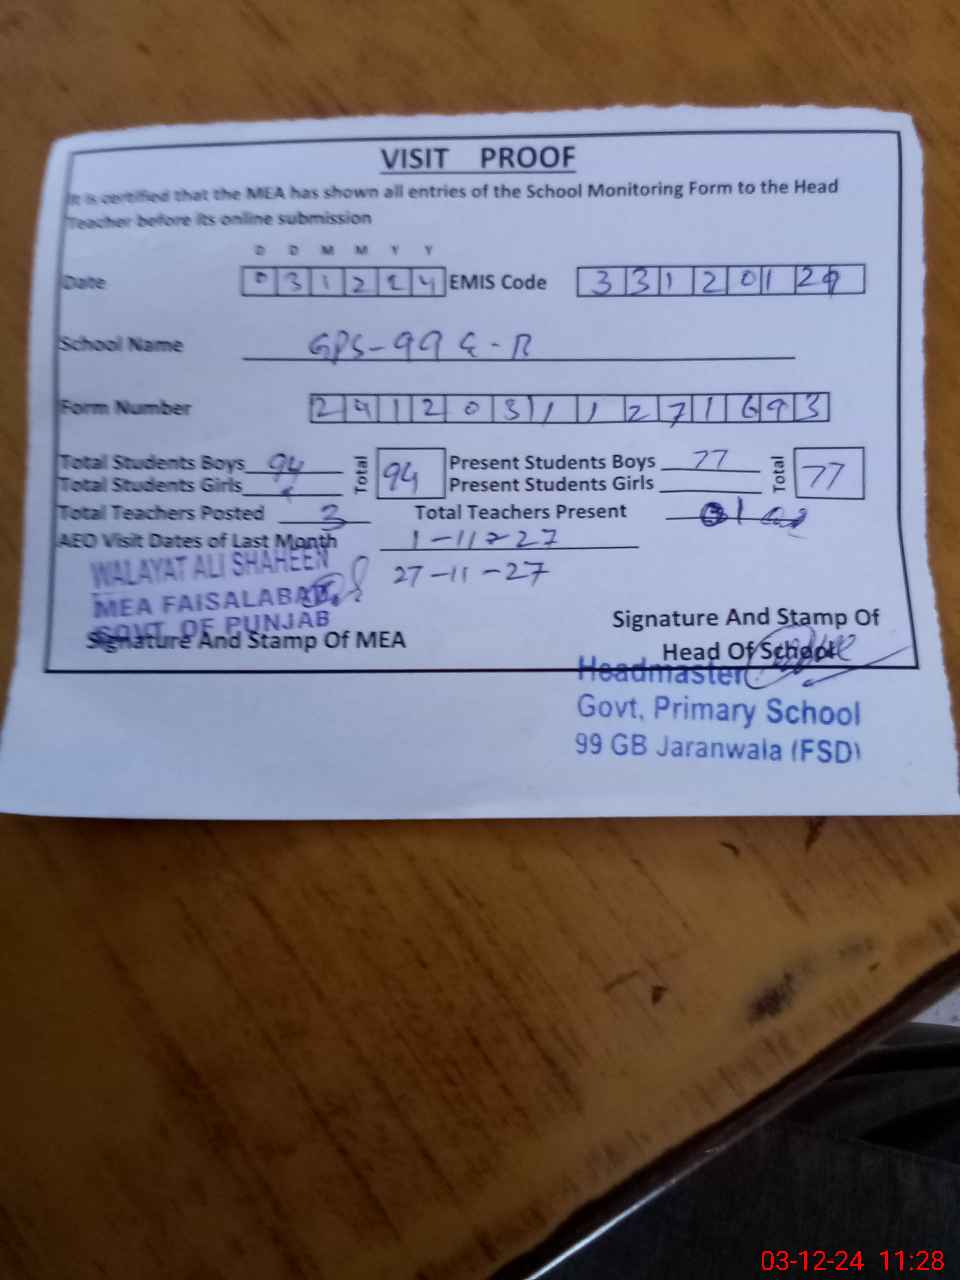 VISIT PROOF
It is certified that the MEA has shown all entries of the School Monitoring Form to the Head
Teacher before its online submission
D D M M Y Y
Date 0 3 1 2 2 4 EMIS Code 3 3 1 2 0 1 2
School Name GPS-99 G-B
Form Number 2 4 1 2 0 3 1 1 2 7 1 6 9 3
Total Students Boys 94 Total 94 Present Students Boys 77 Total 77
Total Students Girls Present Students Girls
Total Teachers Posted 3 Total Teachers Present
AEO Visit Dates of Last Month 1-11
27-11
WALAYAT ALI SHAHEEN
MEA FAISALABAD
GOVT OF PUNJAB
Signature And Stamp Of MEA
Signature And Stamp Of
Head Of School
Headmaster
Govt, Primary School
99 GB Jaranwala (FSD)
03-12-24 11:28